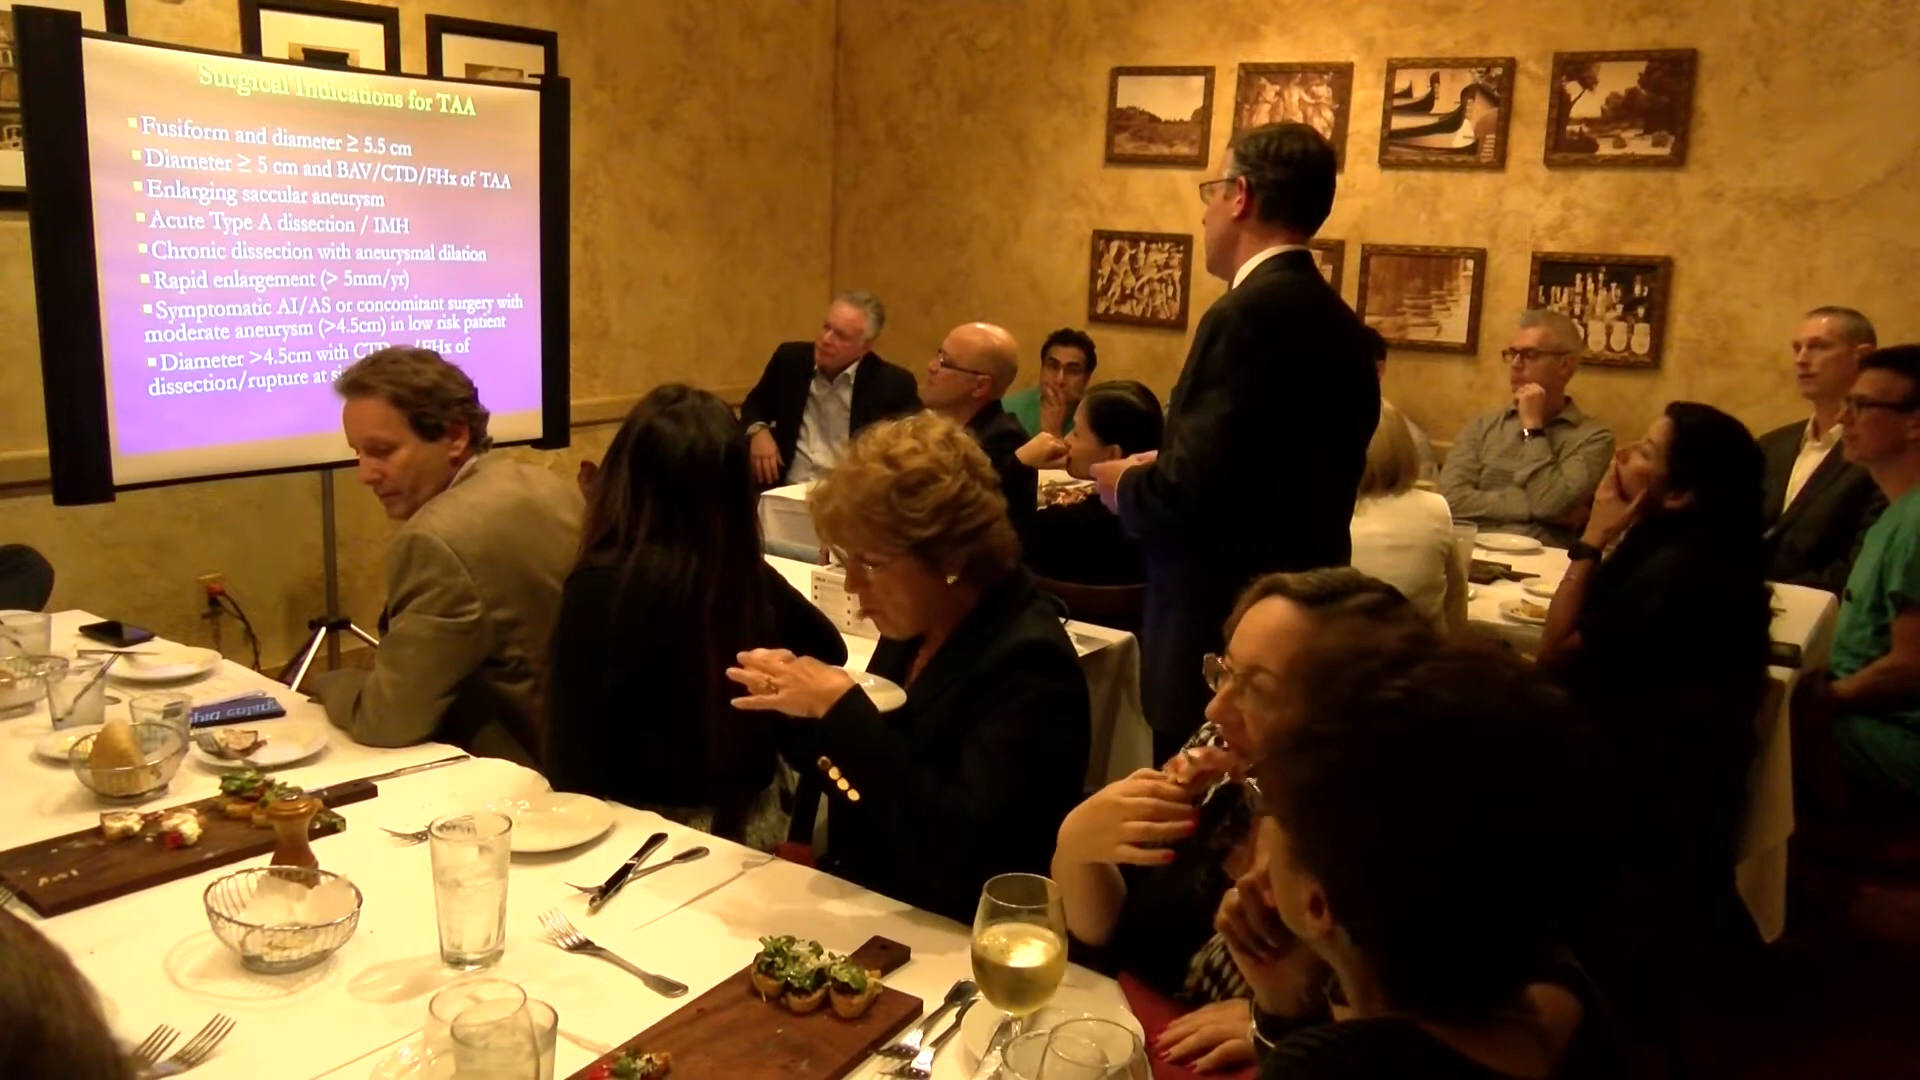 Surgical Indications for TAA
▪Fusiform and diameter ≥ 5.5 cm
▪Diameter ≥ 5 cm and BAV/CTD/FHx of TAA
▪Enlarging saccular aneurysm
▪Acute Type A dissection / IMH
▪Chronic dissection with aneurysmal dilation
▪Rapid enlargement (> 5mm/yr)
▪Symptomatic AI/AS or concomitant surgery with
moderate aneurysm (>4.5cm) in low risk patient
▪Diameter >4.5cm with of
dissection/rupture at